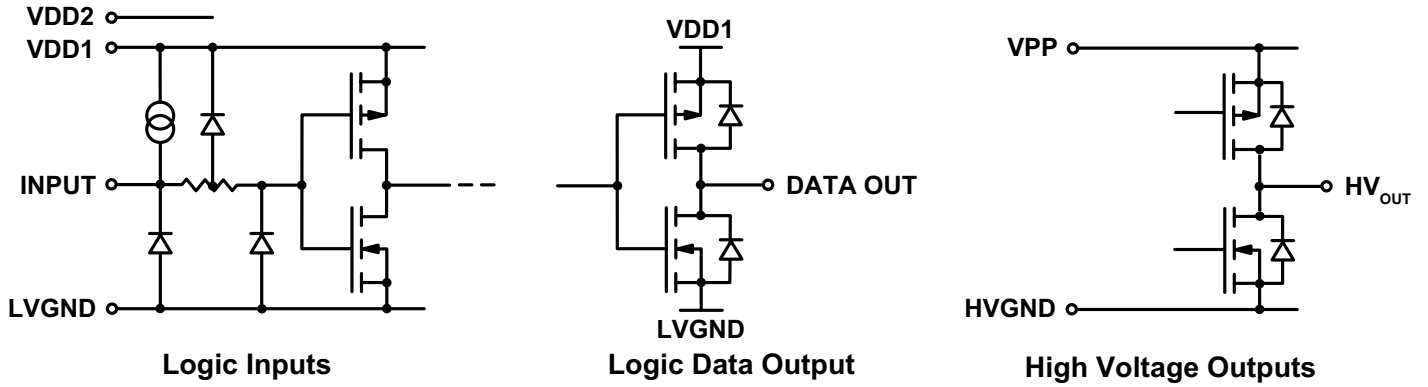 VDD2
VDD1
INPUT
LVGND
Logic Inputs
VDD1
DATA OUT
LVGND
Logic Data Output
VPP
HVOUT
HVGND
High Voltage Outputs